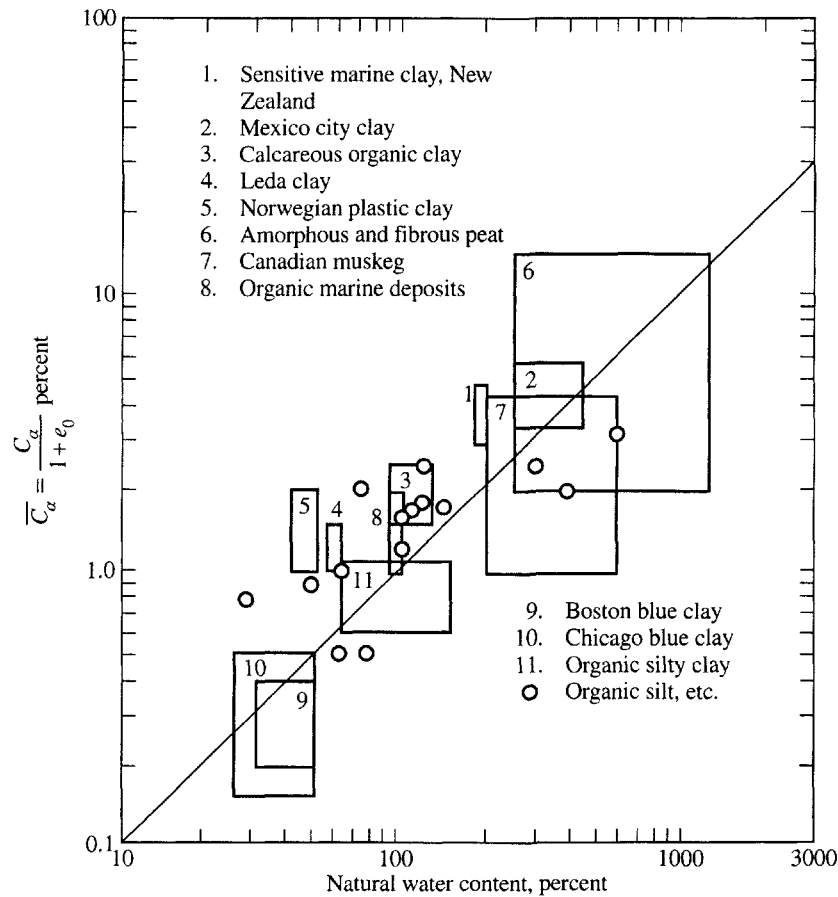 100
1. Sensitive marine clay, New
Zealand
2. Mexico city clay
3. Calcareous organic clay
4. Leda clay
5. Norwegian plastic clay
6. Amorphous and fibrous peat
7. Canadian muskeg
8. Organic marine deposits
6
10
2
1
7
3
5
4
8
1.0
11
9. Boston blue clay
10. Chicago blue clay
11. Organic silty clay
Organic silt, etc.
10
9
0.1
10
100
1000
3000
Natural water content, percent
C̅α = Cα / 1 + e0 percent